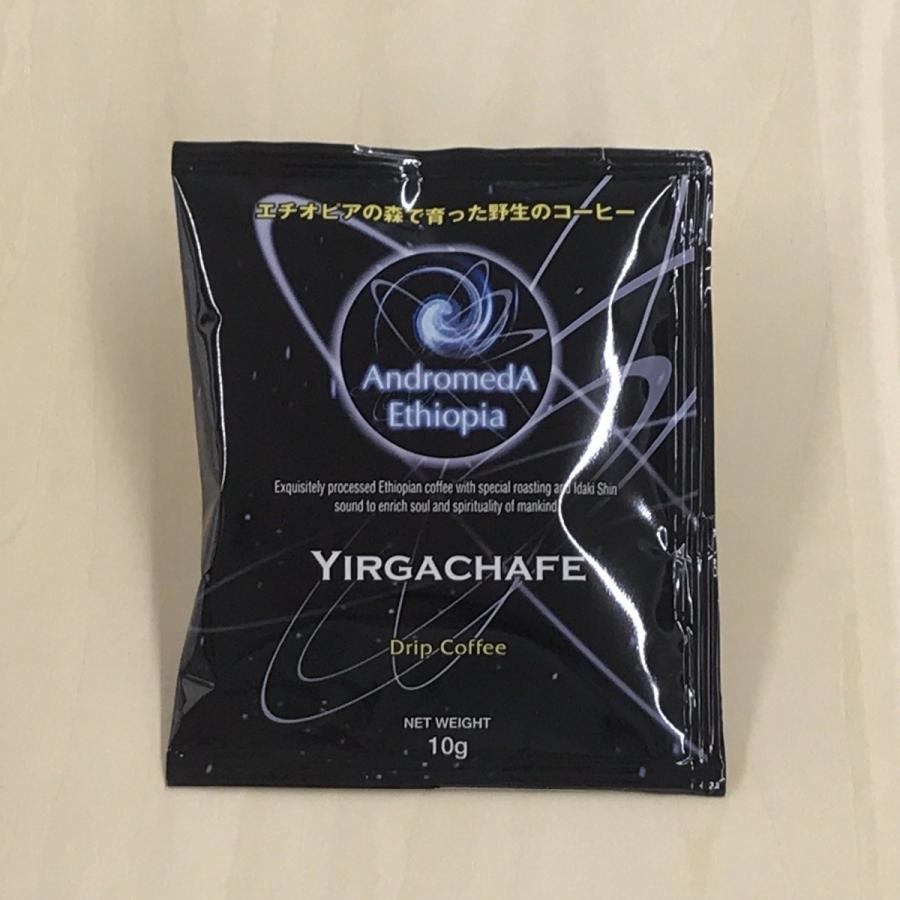 エチオピアの森で育った野生のコーヒー
AndromedA
Ethiopia
Exquisitely processed Ethiopian coffee with special roasting and Idaki Shin
sound to enrich soul and spirituality of mankind
YIRGACHAFE
Drip Coffee
NET WEIGHT
10g